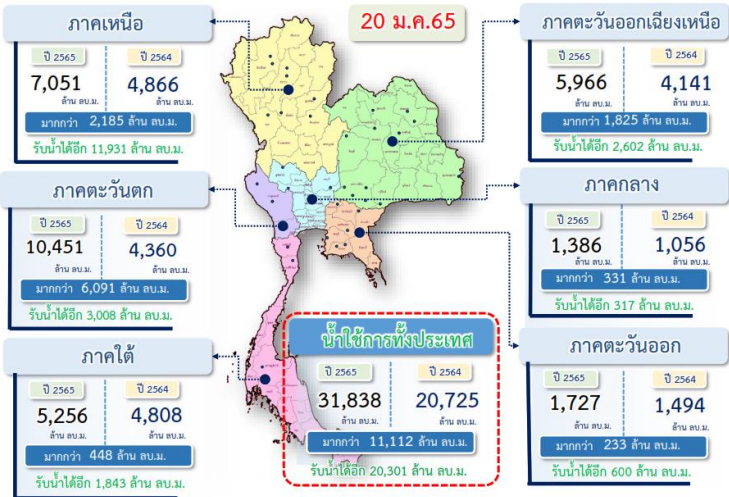 20 ม.ค.65
ภาคเหนือ
ปี 2565 ปี 2564
7,051 4,866
ล้าน ลบ.ม. ล้าน ลบ.ม.
มากกว่า 2,185 ล้าน ลบ.ม.
รับน้ำได้อีก 11,931 ล้าน ลบ.ม.
ภาคตะวันออกเฉียงเหนือ
ปี 2565 ปี 2564
5,966 4,141
ล้าน ลบ.ม. ล้าน ลบ.ม.
มากกว่า 1,825 ล้าน ลบ.ม.
รับน้ำได้อีก 2,602 ล้าน ลบ.ม.
ภาคตะวันตก
ปี 2565 ปี 2564
10,451 4,360
ล้าน ลบ.ม. ล้าน ลบ.ม.
มากกว่า 6,091 ล้าน ลบ.ม.
รับน้ำได้อีก 3,008 ล้าน ลบ.ม.
ภาคกลาง
ปี 2565 ปี 2564
1,386 1,056
ล้าน ลบ.ม. ล้าน ลบ.ม.
มากกว่า 331 ล้าน ลบ.ม.
รับน้ำได้อีก 317 ล้าน ลบ.ม.
ภาคใต้
ปี 2565 ปี 2564
5,256 4,808
ล้าน ลบ.ม. ล้าน ลบ.ม.
มากกว่า 448 ล้าน ลบ.ม.
รับน้ำได้อีก 1,843 ล้าน ลบ.ม.
น้ำใช้การทั้งประเทศ
ปี 2565 ปี 2564
31,838 20,725
ล้าน ลบ.ม. ล้าน ลบ.ม.
มากกว่า 11,112 ล้าน ลบ.ม.
รับน้ำได้อีก 20,301 ล้าน ลบ.ม.
ภาคตะวันออก
ปี 2565 ปี 2564
1,727 1,494
ล้าน ลบ.ม. ล้าน ลบ.ม.
มากกว่า 233 ล้าน ลบ.ม.
รับน้ำได้อีก 600 ล้าน ลบ.ม.